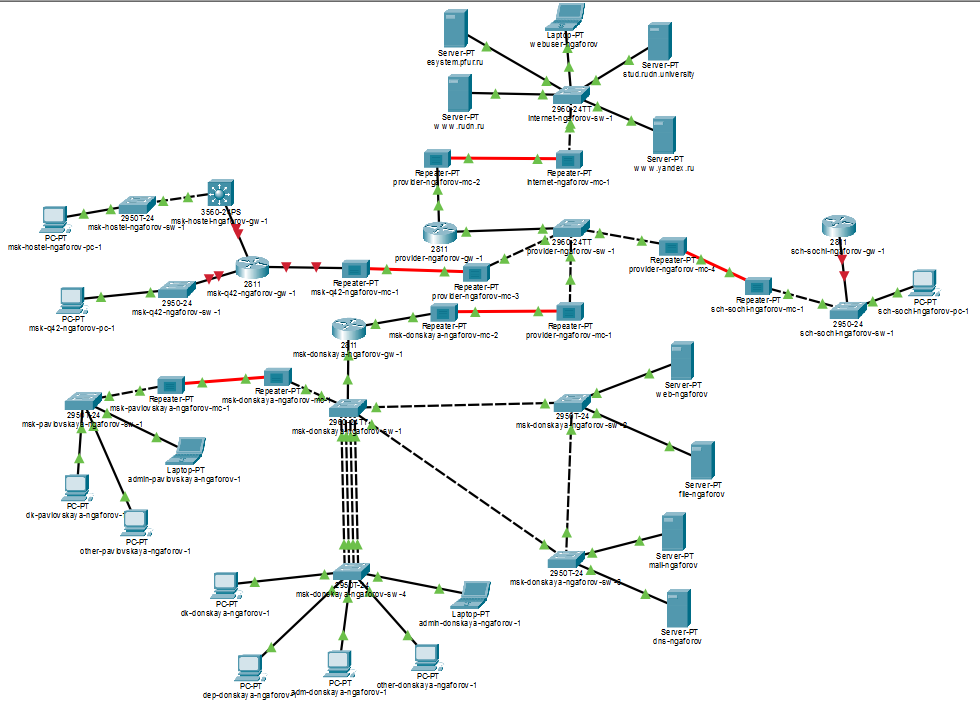 Server-PT
esystem.pfur.ru
Laptop-PT
webuser-ngaforov
Server-PT
stud.rudn.university
Server-PT
www.rudn.ru
2960-24TT
internet-ngaforov-sw-1
Server-PT
www.yandex.ru
Repeater-PT
provider-ngaforov-mc-2
Repeater-PT
internet-ngaforov-mc-1
PC-PT
msk-hostel-ngaforov-pc-1
2950T-24
msk-hostel-ngaforov-sw-1
3560-24PS
msk-hostel-ngaforov-gw-1
2811
provider-ngaforov-gw-1
2960-24TT
provider-ngaforov-sw-1
Repeater-PT
provider-ngaforov-mc-4
2811
sch-sochi-ngaforov-gw-1
PC-PT
msk-q42-ngaforov-pc-1
2950-24
msk-q42-ngaforov-sw-1
2811
msk-q42-ngaforov-gw-1
Repeater-PT
msk-q42-ngaforov-mc-1
Repeater-PT
provider-ngaforov-mc-3
Repeater-PT
sch-sochi-ngaforov-mc-1
2950-24
sch-sochi-ngaforov-sw-1
PC-PT
sch-sochi-ngaforov-pc-1
2811
msk-donskaya-ngaforov-gw-1
Repeater-PT
msk-donskaya-ngaforov-mc-2
Repeater-PT
provider-ngaforov-mc-1
2950T-24
msk-pavlovskaya-ngaforov-sw-1
Repeater-PT
msk-pavlovskaya-ngaforov-mc-1
Repeater-PT
msk-donskaya-ngaforov-mc-1
2960-24TT
msk-donskaya-ngaforov-sw-1
2950T-24
msk-donskaya-ngaforov-sw-2
Server-PT
web-ngaforov
Server-PT
file-ngaforov
PC-PT
dk-pavlovskaya-ngaforov-1
Laptop-PT
admin-pavlovskaya-ngaforov-1
PC-PT
other-pavlovskaya-ngaforov-1
2950T-24
msk-donskaya-ngaforov-sw-3
Server-PT
mail-ngaforov
Server-PT
dns-ngaforov
2950T-24
msk-donskaya-ngaforov-sw-4
PC-PT
dk-donskaya-ngaforov-1
Laptop-PT
admin-donskaya-ngaforov-1
PC-PT
dep-donskaya-ngaforov-1
PC-PT
adm-donskaya-ngaforov-1
PC-PT
other-donskaya-ngaforov-1